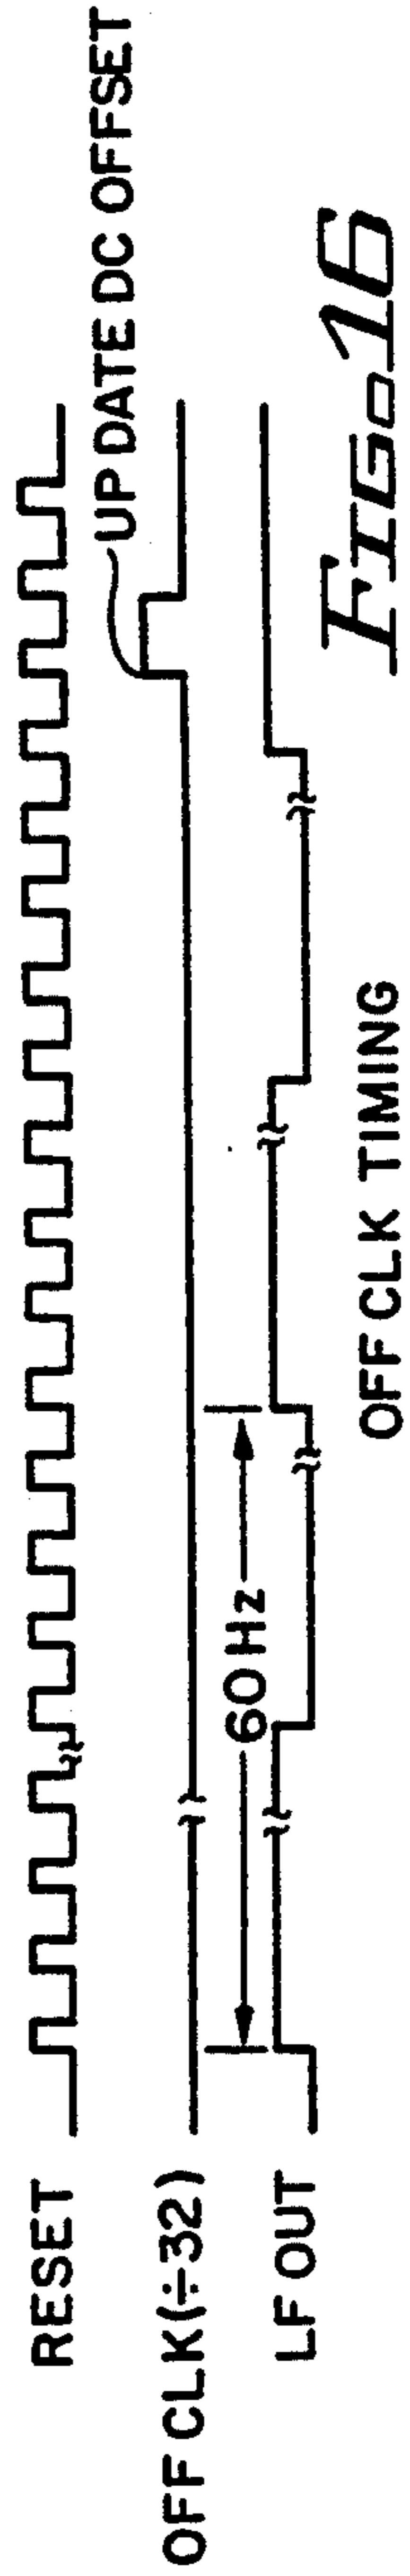 RESET
UP DATE DC OFFSET
OFF CLK(÷32)
60 Hz
LF OUT
OFF CLK TIMING
FIG. 16